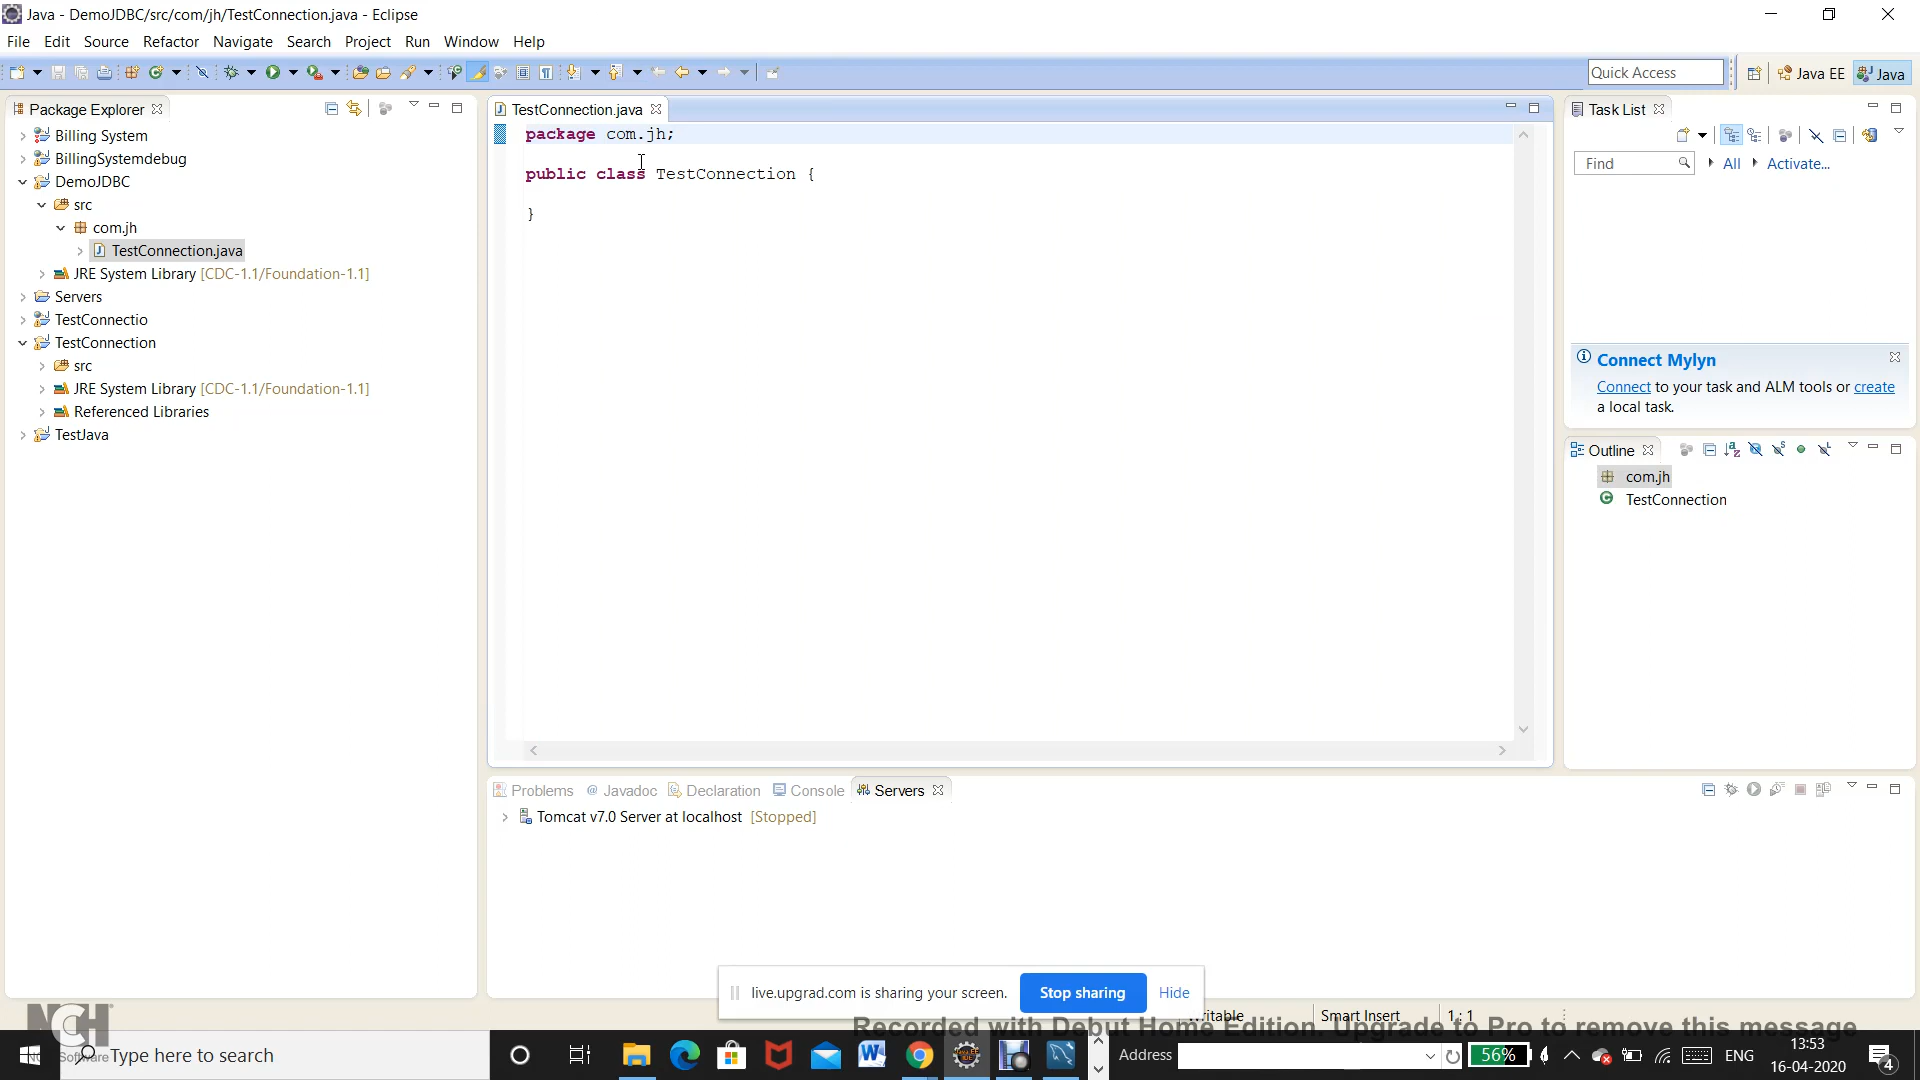 Java - DemoJDBC/src/com/jh/TestConnection.java - Eclipse
File Edit Source Refactor Navigate Search Project Run Window Help
Quick Access
Java EE
Java
Package Explorer
Billing System
BillingSystemdebug
DemoJDBC
src
com.jh
TestConnection.java
JRE System Library [CDC-1.1/Foundation-1.1]
Servers
TestConnectio
TestConnection
src
JRE System Library [CDC-1.1/Foundation-1.1]
Referenced Libraries
TestJava
TestConnection.java
package com.jh;
public class TestConnection {
}
Task List
Find
All
Activate...
Connect Mylyn
Connect to your task and ALM tools or create
a local task.
Outline
com.jh
TestConnection
Problems @ Javadoc Declaration Console Servers
Tomcat v7.0 Server at localhost [Stopped]
live.upgrad.com is sharing your screen.
Stop sharing
Hide
Smart Insert
1 : 1
Recorded with Debut Home Edition. Upgrade to Pro to remove this message
NCH
Software
Type here to search
Address
56%
ENG
13:53
16-04-2020
4